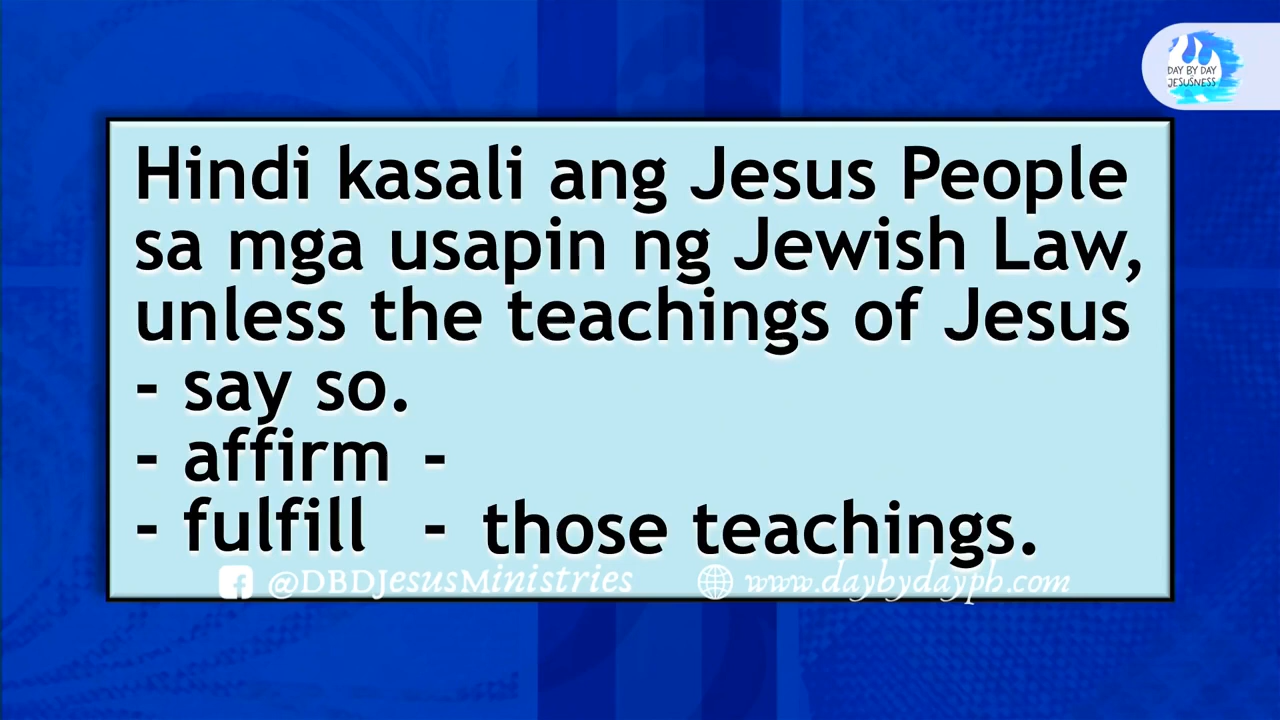 DAY BY DAY
JESUSNESS
Hindi kasali ang Jesus People
sa mga usapin ng Jewish Law,
unless the teachings of Jesus
- say so.
- affirm -
- fulfill - those teachings.
@DBDJesusMinistries www.daybydayph.com